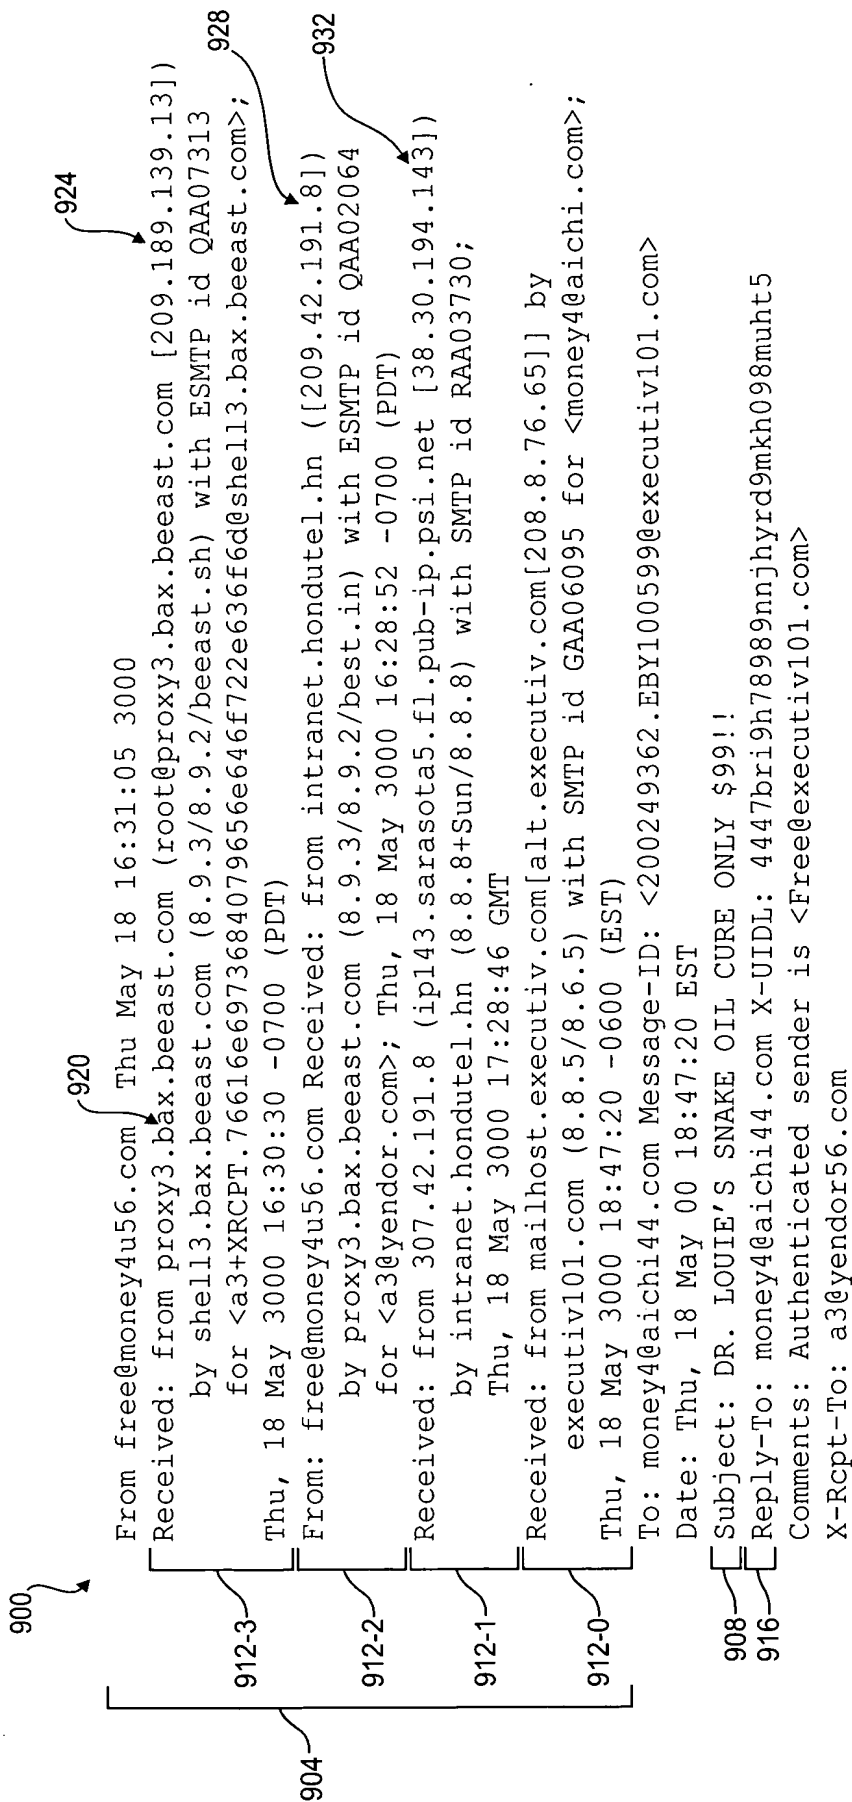 900
From free@money4u56.com  Thu May 18 16:31:05 3000
920
924
Received: from proxy3.bax.beeast.com (root@proxy3.bax.beeast.com [209.189.139.13])
by shell3.bax.beeast.com (8.9.3/8.9.2/beeast.sh) with ESMTP id QAA07313
for <a3+XRCPT.76616e6973684079656e646f722e636f6d@shell3.bax.beeast.com>;
Thu, 18 May 3000 16:30:30 -0700 (PDT)
912-3
928
From: free@money4u56.com Received: from intranet.hondutel.hn ([209.42.191.8])
by proxy3.bax.beeast.com (8.9.3/8.9.2/best.in) with ESMTP id QAA02064
for <a3@yendor.com>; Thu, 18 May 3000 16:28:52 -0700 (PDT)
912-2
932
Received: from 307.42.191.8 (ip143.sarasota5.fl.pub-ip.psi.net [38.30.194.143])
by intranet.hondutel.hn (8.8.8+Sun/8.8.8) with SMTP id RAA03730;
Thu, 18 May 3000 17:28:46 GMT
912-1
Received: from mailhost.executiv.com[alt.executiv.com[208.8.76.65]] by
executiv101.com (8.8.5/8.6.5) with SMTP id GAA06095 for <money4@aichi.com>;
Thu, 18 May 3000 18:47:20 -0600 (EST)
912-0
904
To: money4@aichi44.com Message-ID: <200249362.EBY100599@executiv101.com>
Date: Thu, 18 May 00 18:47:20 EST
908
Subject: DR. LOUIE'S SNAKE OIL CURE ONLY $99!!
916
Reply-To: money4@aichi44.com X-UIDL: 4447bri9h78989nnjhyrd9mkh098muht5
Comments: Authenticated sender is <Free@executiv101.com>
X-Rcpt-To: a3@yendor56.com